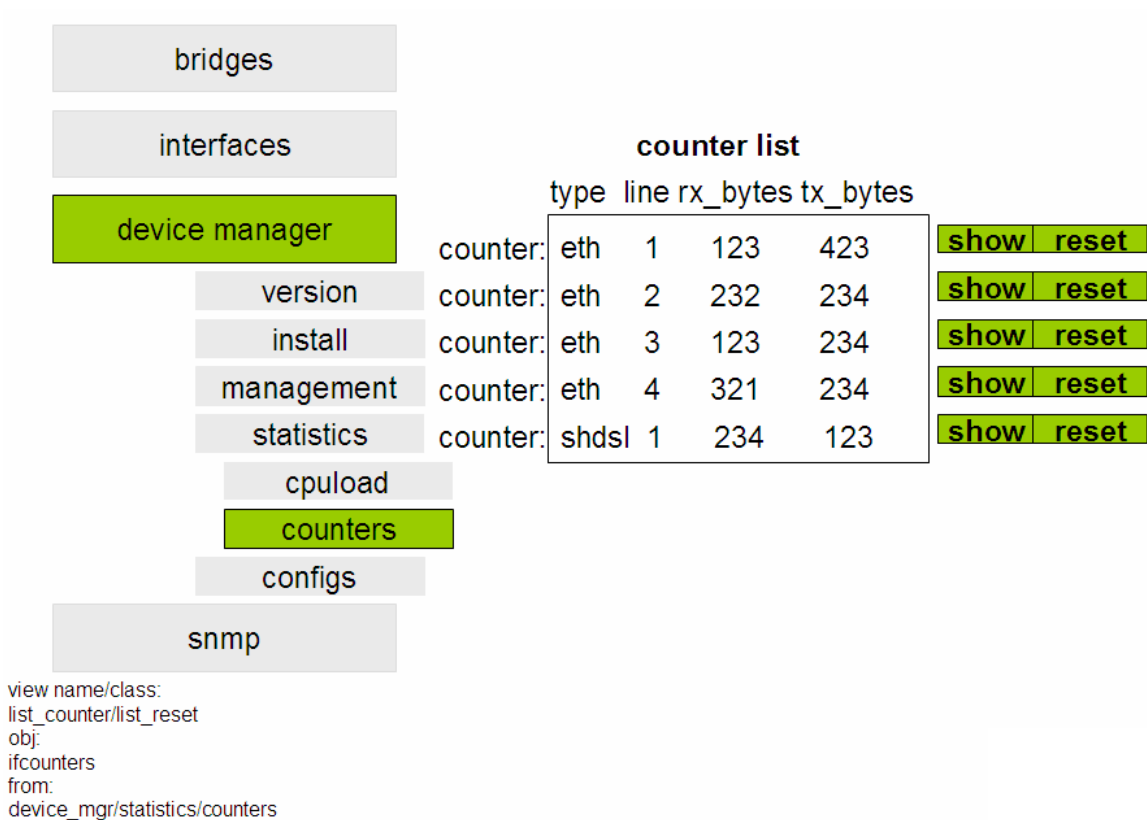 bridges
interfaces
device manager
version
install
management
statistics
cpuload
counters
configs
snmp
counter list
type line rx_bytes tx_bytes
counter: eth 1 123 423 show reset
counter: eth 2 232 234 show reset
counter: eth 3 123 234 show reset
counter: eth 4 321 234 show reset
counter: shdsl 1 234 123 show reset
view name/class:
list_counter/list_reset
obj:
ifcounters
from:
device_mgr/statistics/counters